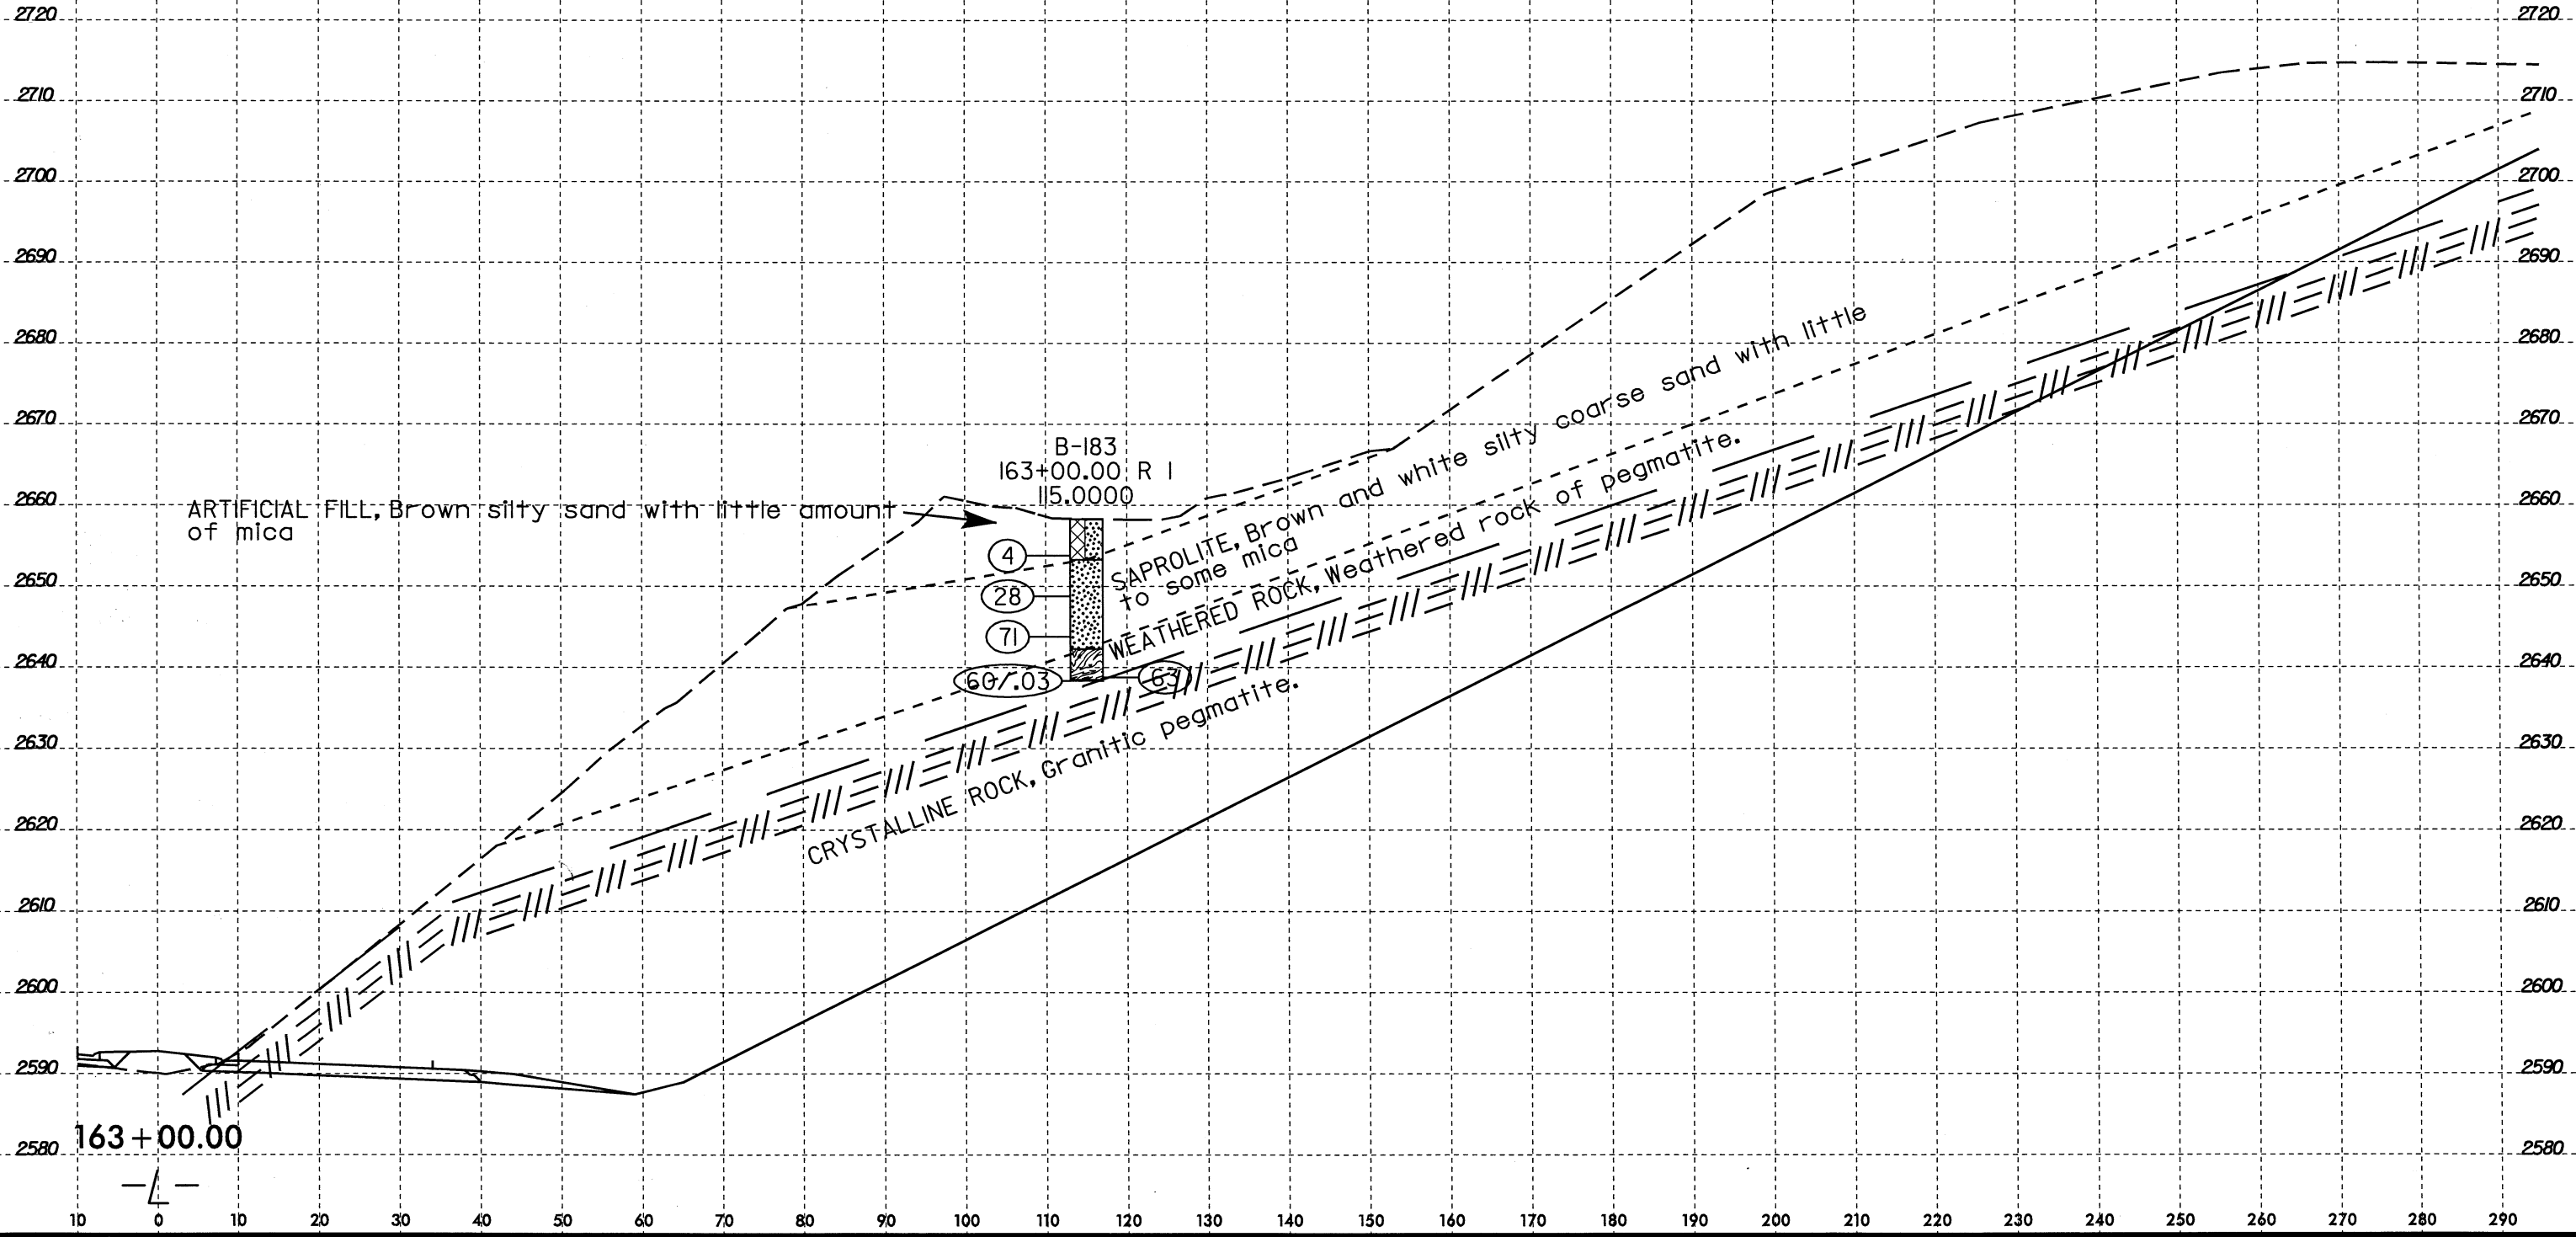 2720 2720
2710 2710
2700 2700
2690 2690
2680 2680
2670 2670
B-183
163+00.00 R 1
115.0000
2660 2660
ARTIFICIAL FILL, Brown silty sand with little amount
of mica
4
SAPROLITE, Brown and white silty coarse sand with little
to some mica
2650 2650
28
WEATHERED ROCK, Weathered rock of pegmatite.
71
2640 2640
60/.03 63
CRYSTALLINE ROCK, Granitic pegmatite.
2630 2630
2620 2620
2610 2610
2600 2600
2590 2590
163+00.00
2580 2580
-L-
10 0 10 20 30 40 50 60 70 80 90 100 110 120 130 140 150 160 170 180 190 200 210 220 230 240 250 260 270 280 290